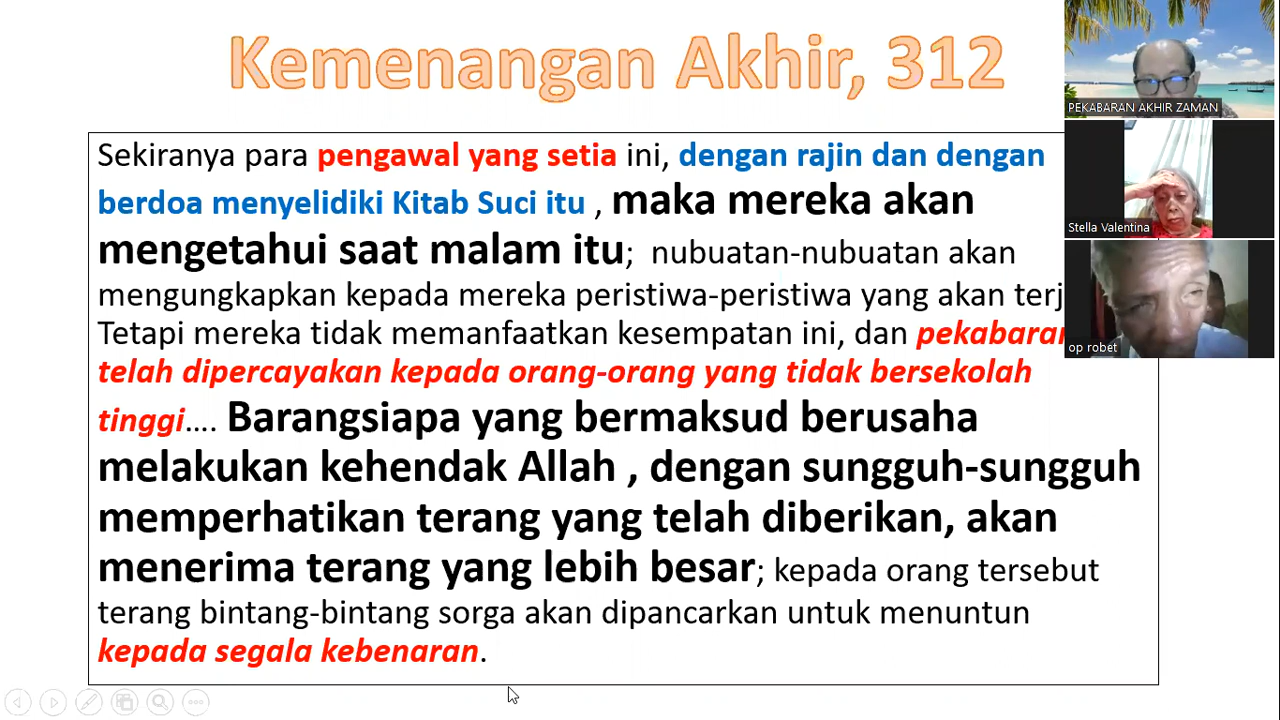 Kemenangan Akhir, 312
Sekiranya para pengawal yang setia ini, dengan rajin dan dengan
berdoa menyelidiki Kitab Suci itu , maka mereka akan
mengetahui saat malam itu; nubuatan-nubuatan akan
mengungkapkan kepada mereka peristiwa-peristiwa yang akan
Tetapi mereka tidak memanfaatkan kesempatan ini, dan
telah dipercayakan kepada orang-orang yang tidak bersekolah
tinggi.... Barangsiapa yang bermaksud berusaha
melakukan kehendak Allah , dengan sungguh-sungguh
memperhatikan terang yang telah diberikan, akan
menerima terang yang lebih besar; kepada orang tersebut
terang bintang-bintang sorga akan dipancarkan untuk menuntun
kepada segala kebenaran.
PEKABARAN AKHIR ZAMAN
Stella Valentina
op robet